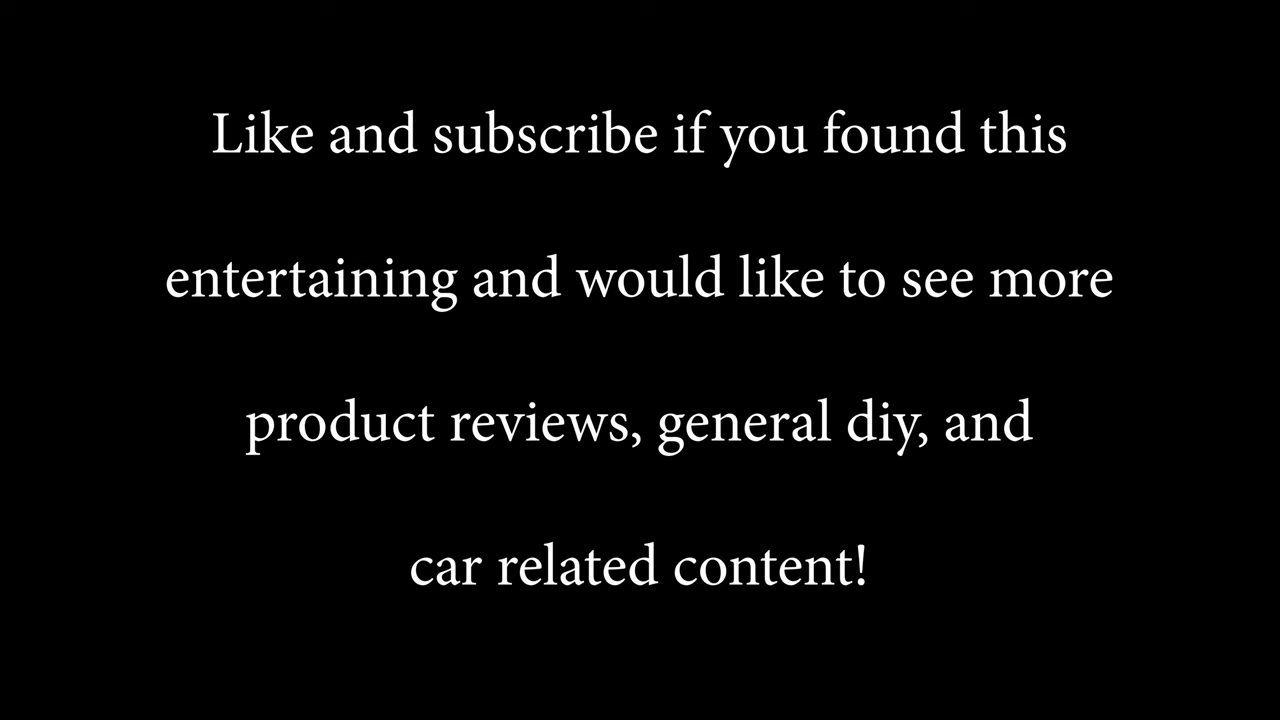 Like and subscribe if you found this
entertaining and would like to see more
product reviews, general diy, and
car related content!